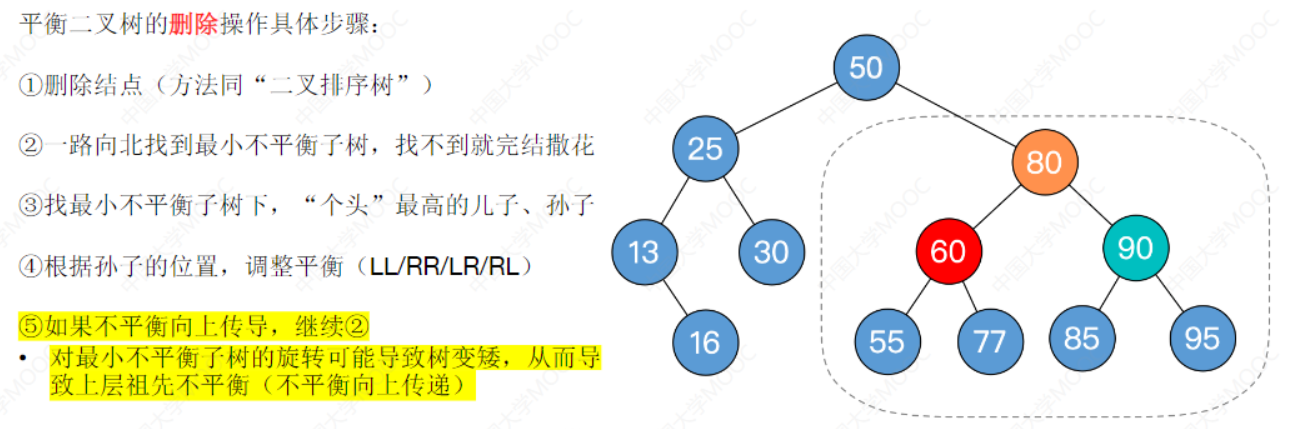 平衡二叉树的删除操作具体步骤：
①删除结点（方法同“二叉排序树”）
②一路向北找到最小不平衡子树，找不到就完结撒花
③找最小不平衡子树下，“个头”最高的儿子、孙子
④根据孙子的位置，调整平衡（LL/RR/LR/RL）
⑤如果不平衡向上传导，继续②
• 对最小不平衡子树的旋转可能导致树变矮，从而导
致上层祖先不平衡（不平衡向上传递）
50
25
80
13
30
60
90
16
55
77
85
95
中国大学MOOC